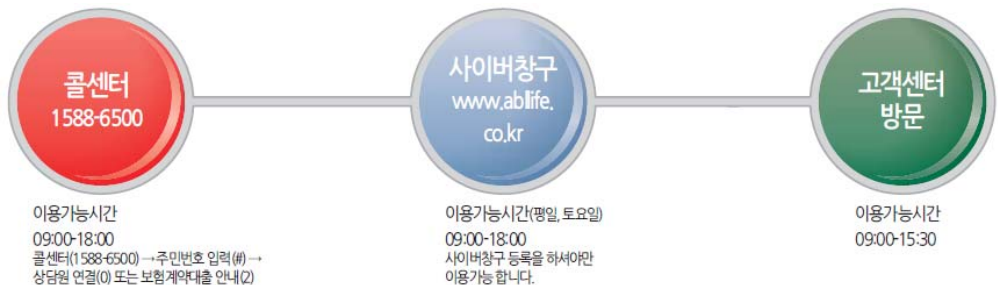 콜센터
1588-6500
사이버창구
www.abllife.
co.kr
고객센터
방문
이용가능시간
09:00-18:00
콜센터(1588-6500) → 주민번호 입력(#) →
상담원 연결(0) 또는 보험계약대출 안내(2)
이용가능시간(평일, 토요일)
09:00-18:00
사이버창구 등록을 하셔야만
이용가능 합니다.
이용가능시간
09:00-15:30